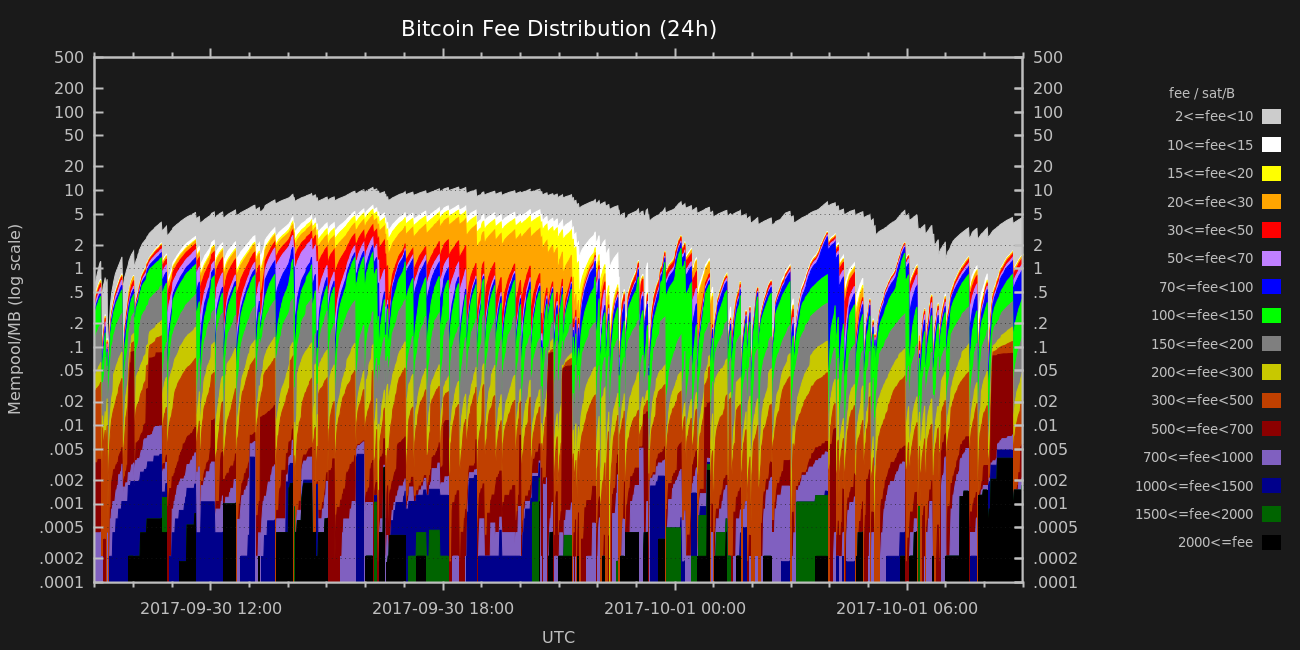 Bitcoin Fee Distribution (24h)
500
200
100
50
20
10
5
2
1
.5
.2
.1
.05
.02
.01
.005
.002
.001
.0005
.0002
.0001
Mempool/MB (log scale)
500
200
100
50
20
10
5
2
1
.5
.2
.1
.05
.02
.01
.005
.002
.001
.0005
.0002
.0001
2017-09-30 12:00
2017-09-30 18:00
2017-10-01 00:00
2017-10-01 06:00
UTC
fee / sat/B
2<=fee<10
10<=fee<15
15<=fee<20
20<=fee<30
30<=fee<50
50<=fee<70
70<=fee<100
100<=fee<150
150<=fee<200
200<=fee<300
300<=fee<500
500<=fee<700
700<=fee<1000
1000<=fee<1500
1500<=fee<2000
2000<=fee